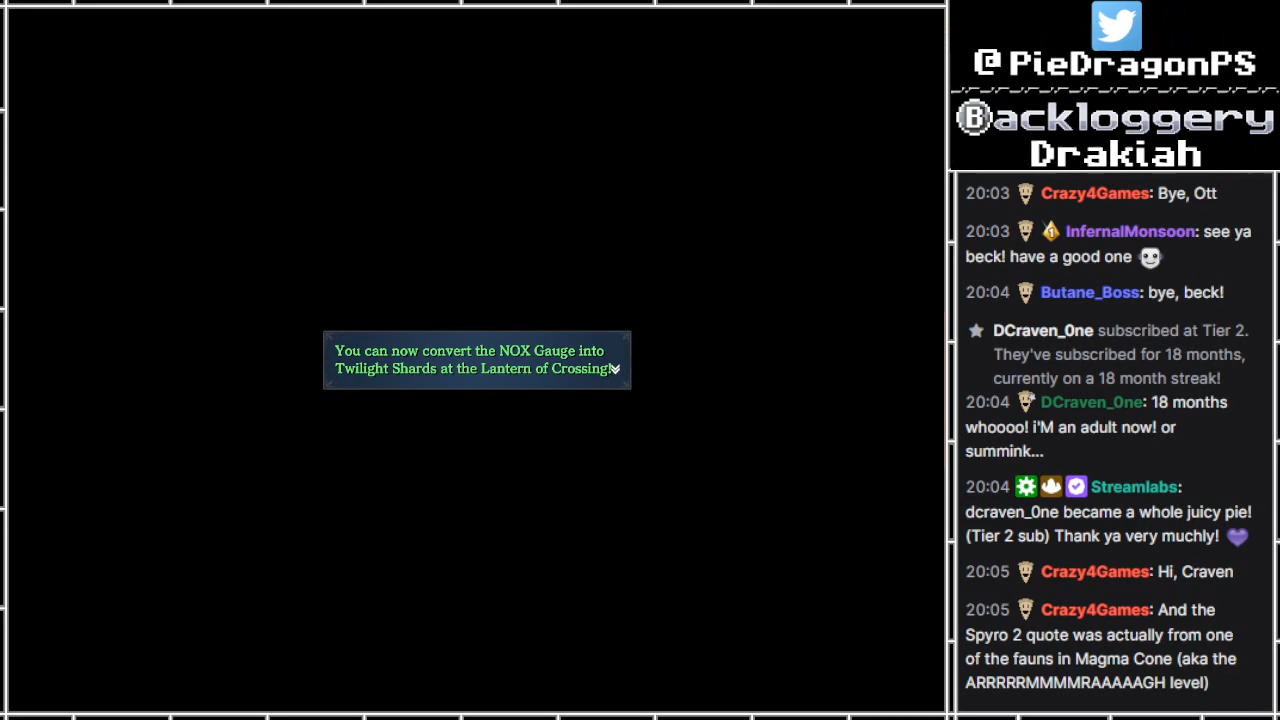 You can now convert the NOX Gauge into
Twilight Shards at the Lantern of Crossing!
@PieDragonPS
Backloggery
Drakiah
20:03 Crazy4Games: Bye, Ott
20:03 InfernalMonsoon: see ya
beck! have a good one
20:04 Butane_Boss: bye, beck!
DCraven_0ne subscribed at Tier 2.
They've subscribed for 18 months,
currently on a 18 month streak!
20:04 DCraven_0ne: 18 months
whoooo! i'M an adult now! or
summink...
20:04 Streamlabs:
dcraven_0ne became a whole juicy pie!
(Tier 2 sub) Thank ya very muchly!
20:05 Crazy4Games: Hi, Craven
20:05 Crazy4Games: And the
Spyro 2 quote was actually from one
of the fauns in Magma Cone (aka the
ARRRRRMMMMRAAAAAGH level)